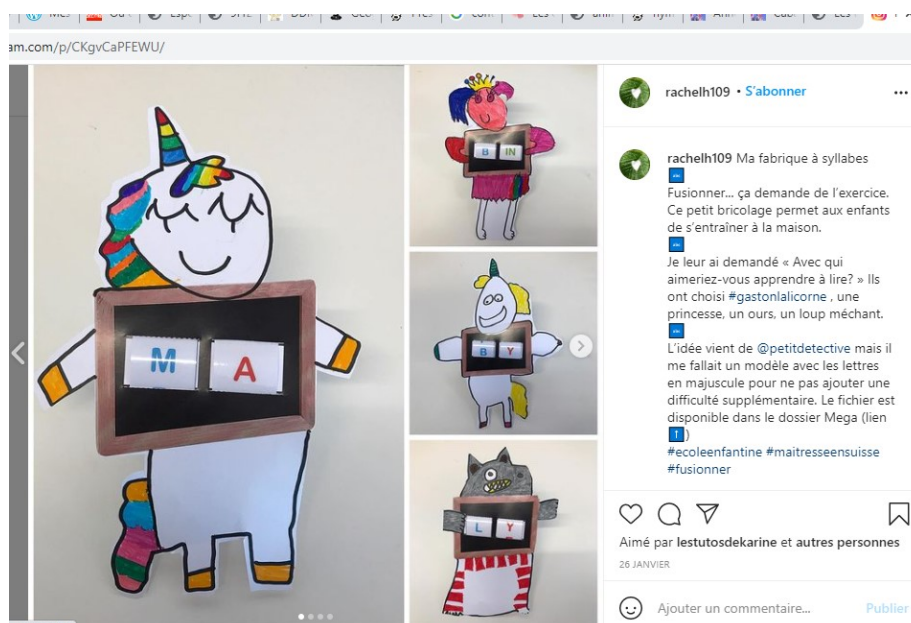 am.com/p/CKgvCaPFEWU/
M A
B IN
B Y
L Y
rachelh109 • S'abonner
rachelh109 Ma fabrique à syllabes
abc
Fusionner... ça demande de l'exercice.
Ce petit bricolage permet aux enfants
de s'entraîner à la maison.
abc
Je leur ai demandé « Avec qui
aimeriez-vous apprendre à lire? » Ils
ont choisi #gastonlalicorne , une
princesse, un ours, un loup méchant.
abc
L'idée vient de @petitdetective mais il
me fallait un modèle avec les lettres
en majuscule pour ne pas ajouter une
difficulté supplémentaire. Le fichier est
disponible dans le dossier Mega (lien
)
#ecoleenfantine #maitresseensuisse
#fusionner
Aimé par lestutosdekarine et autres personnes
26 JANVIER
Ajouter un commentaire...
Publier